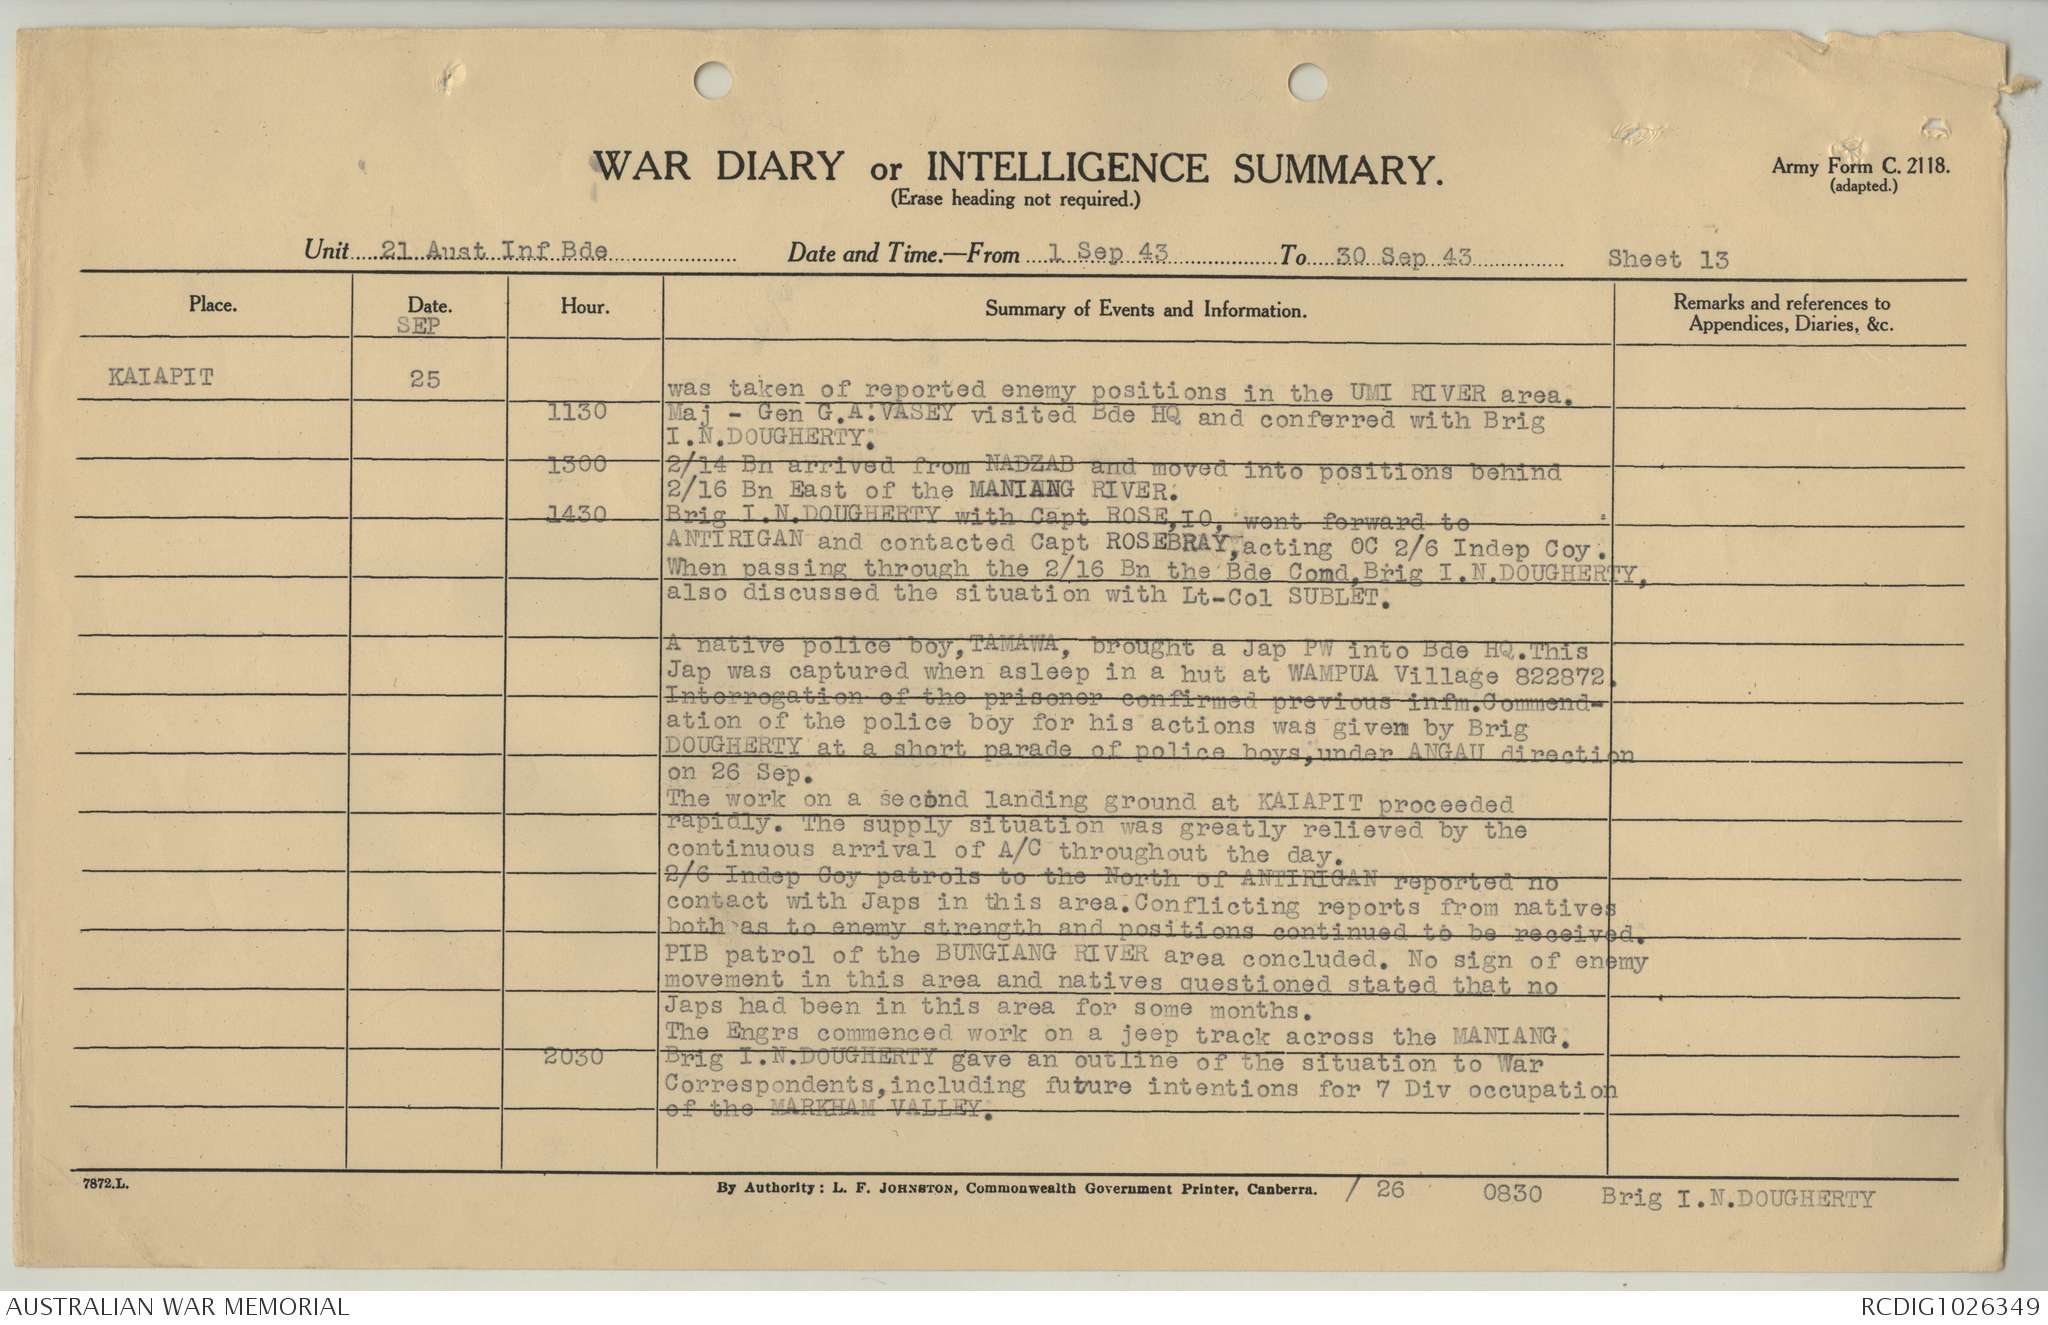 WAR DIARY or INTELLIGENCE SUMMARY.
(Erase heading not required.)
Army Form C. 2118.
(adapted.)
Unit 21 Aust Inf Bde Date and Time.—From 1 Sep 43 To 30 Sep 43 Sheet 13
Place. Date. Hour. Summary of Events and Information. Remarks and references to
Appendices, Diaries, &c.
SEP
KAIAPIT 25 was taken of reported enemy positions in the UMI RIVER area.
1130 Maj - Gen G.A.VASEY visited Bde HQ and conferred with Brig
I.N.DOUGHERTY.
1300 2/14 Bn arrived from NADZAB and moved into positions behind
2/16 Bn East of the MANIANG RIVER.
1430 Brig I.N.DOUGHERTY with Capt ROSE,IO, went forward to
ANTIRIGAN and contacted Capt ROSEBRAY,acting OC 2/6 Indep Coy.
When passing through the 2/16 Bn the Bde Comd,Brig I.N.DOUGHERTY,
also discussed the situation with Lt-Col SUBLET.
A native police boy,TAMAWA, brought a Jap PW into Bde HQ.This
Jap was captured when asleep in a hut at WAMPUA Village 822872.
Interrogation of the prisoner confirmed previous infm.Commend-
ation of the police boy for his actions was given by Brig
DOUGHERTY at a short parade of police boys,under ANGAU direction
on 26 Sep.
The work on a second landing ground at KAIAPIT proceeded
rapidly. The supply situation was greatly relieved by the
continuous arrival of A/C throughout the day.
2/6 Indep Coy patrols to the North of ANTIRIGAN reported no
contact with Japs in this area.Conflicting reports from natives
both as to enemy strength and positions continued to be received.
PIB patrol of the BUNGIANG RIVER area concluded. No sign of enemy
movement in this area and natives questioned stated that no
Japs had been in this area for some months.
The Engrs commenced work on a jeep track across the MANIANG.
2030 Brig I.N.DOUGHERTY gave an outline of the situation to War
Correspondents,including future intentions for 7 Div occupation
of the MARKHAM VALLEY.
7872.L. By Authority: L. F. JOHNSTON, Commonwealth Government Printer, Canberra. / 26 0830 Brig I.N.DOUGHERTY
AUSTRALIAN WAR MEMORIAL RCDIG1026349